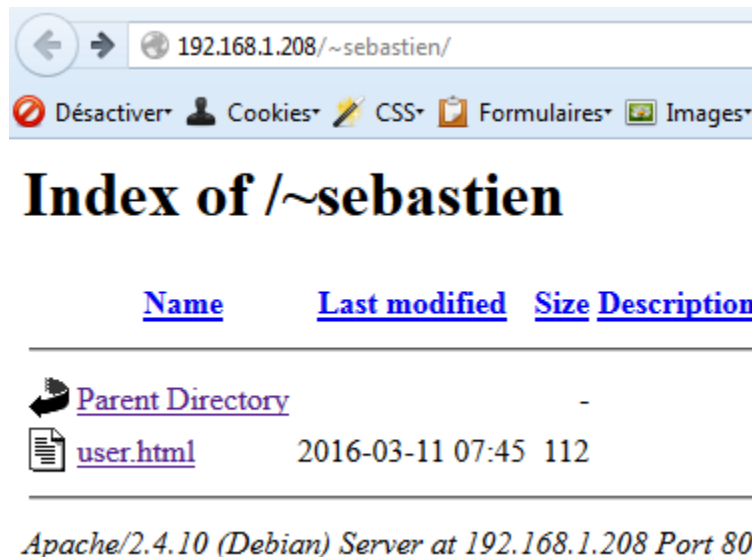 192.168.1.208/~sebastien/
Désactiver Cookies CSS Formulaires Images
Index of /~sebastien
Name Last modified Size Description
Parent Directory -
user.html 2016-03-11 07:45 112
Apache/2.4.10 (Debian) Server at 192.168.1.208 Port 80